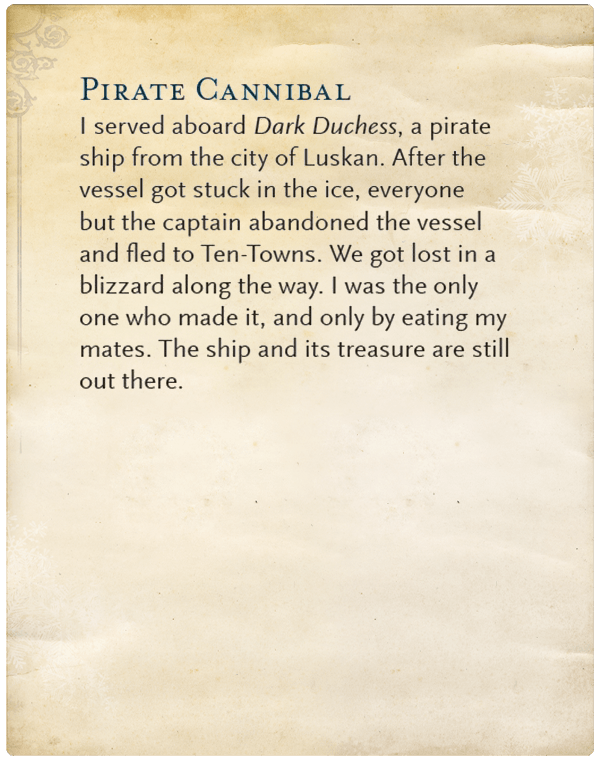 Pirate Cannibal
I served aboard Dark Duchess, a pirate
ship from the city of Luskan. After the
vessel got stuck in the ice, everyone
but the captain abandoned the vessel
and fled to Ten-Towns. We got lost in a
blizzard along the way. I was the only
one who made it, and only by eating my
mates. The ship and its treasure are still
out there.